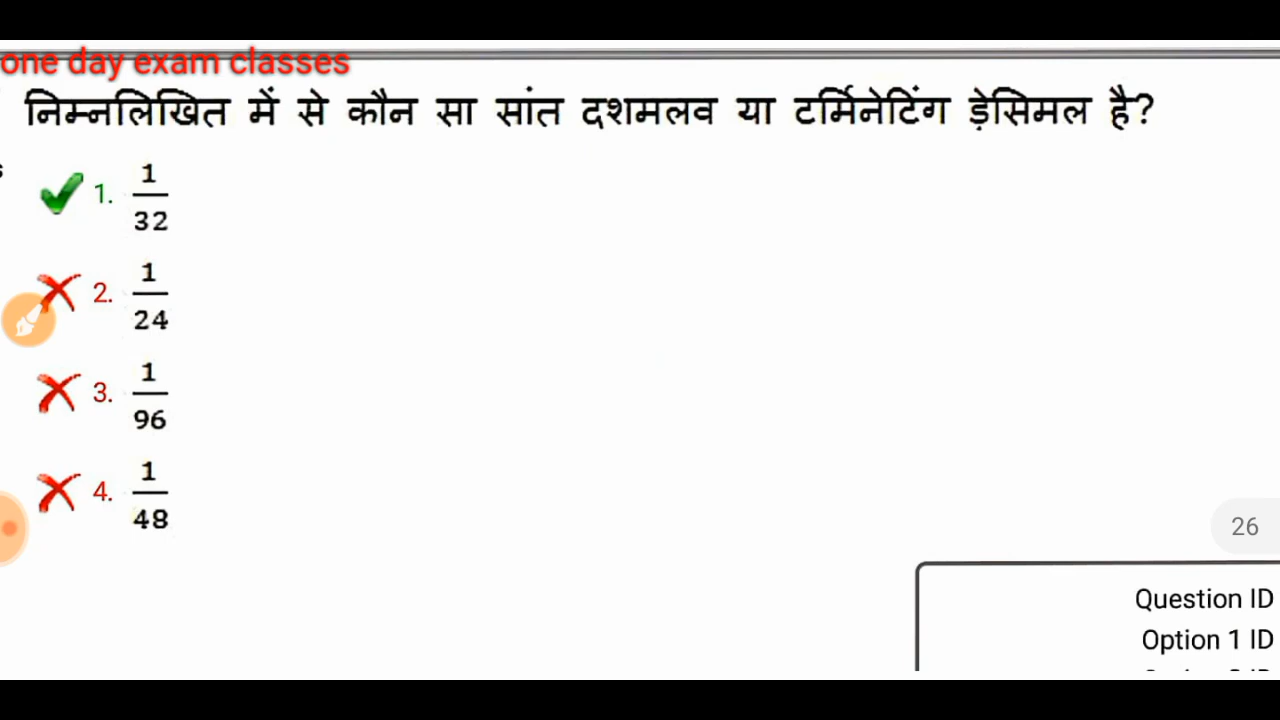 one day exam classes
निम्नलिखित में से कौन सा सांत दशमलव या टर्मिनेटिंग ड़ेसिमल है?
1. 1/32
2. 1/24
3. 1/96
4. 1/48
26
Question ID
Option 1 ID